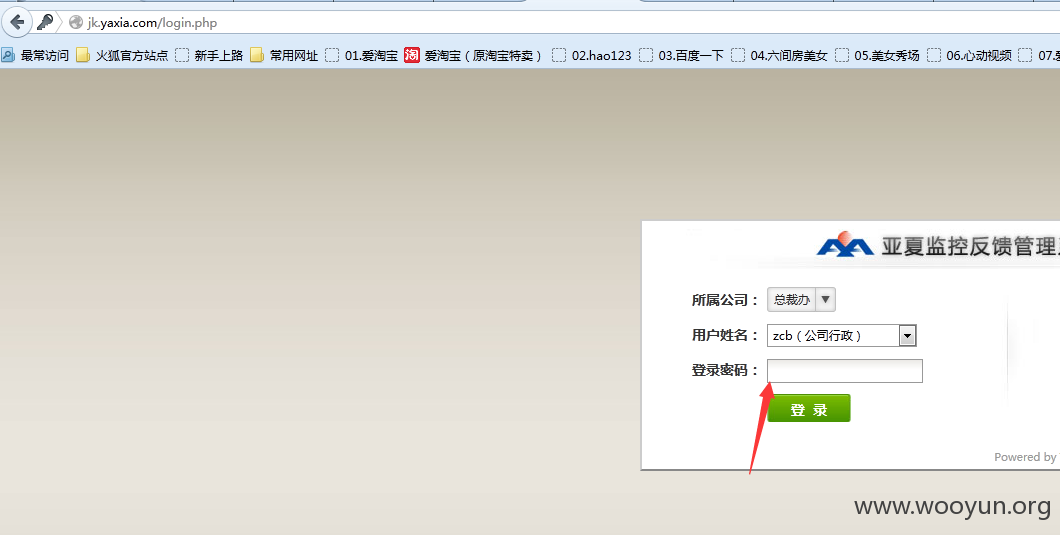 jk.yaxia.com/login.php
最常访问 火狐官方站点 新手上路 常用网址 01.爱淘宝 淘 爱淘宝（原淘宝特卖） 02.hao123 03.百度一下 04.六间房美女 05.美女秀场 06.心动视频 07.
亚夏监控反馈管理
所属公司： 总裁办
用户姓名： zcb（公司行政）
登录密码：
登 录
Powered by
www.wooyun.org